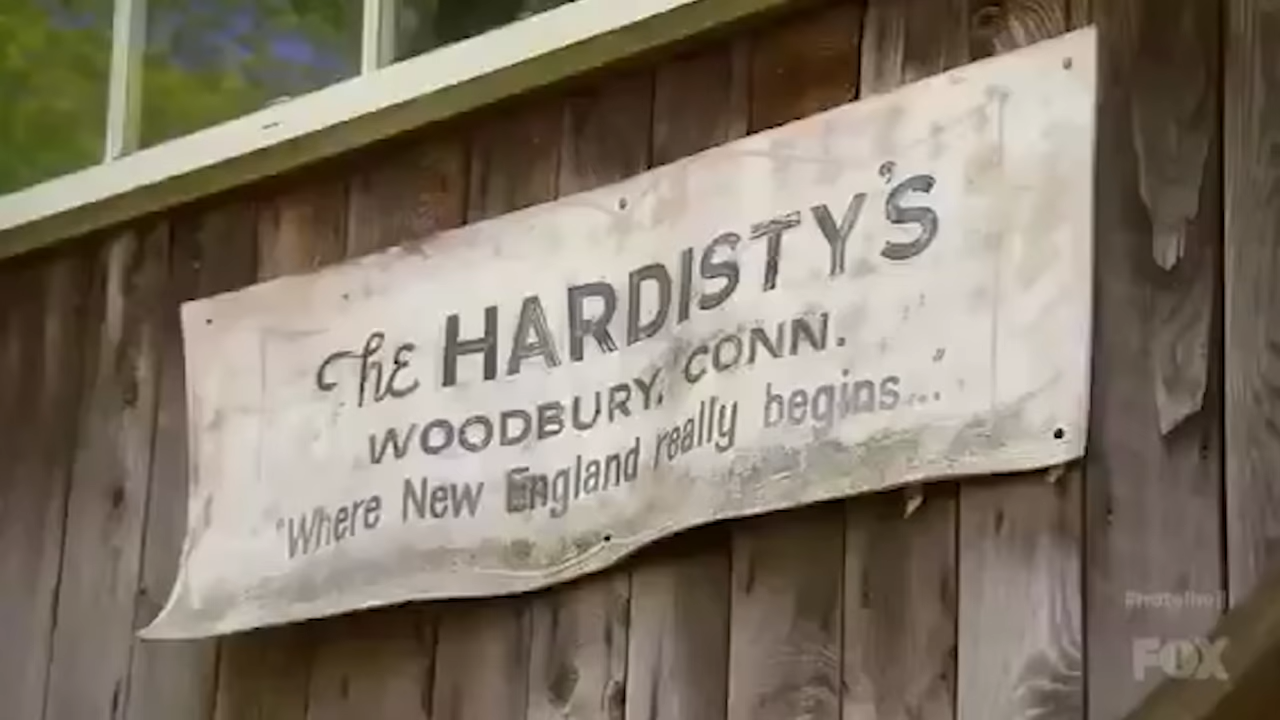 The HARDISTY'S
WOODBURY, CONN.
"Where New England really begins..."
FOX